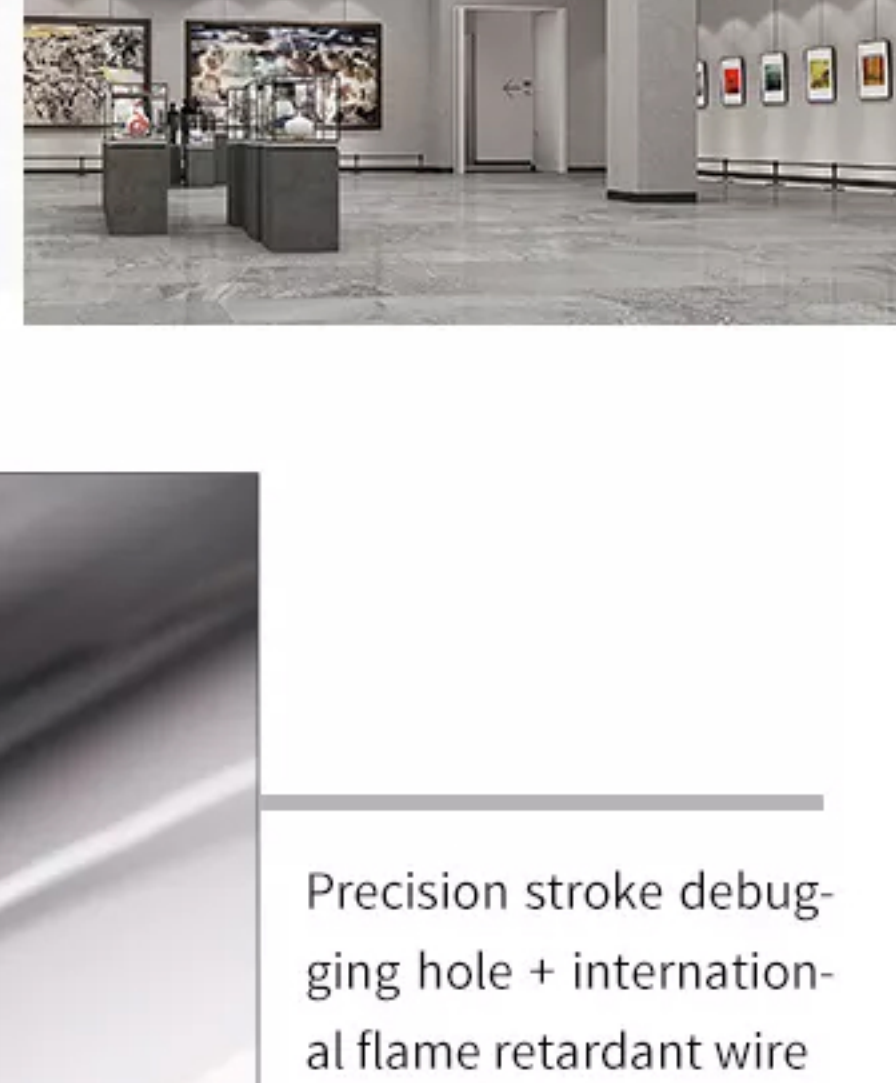 Precision stroke debug-
ging hole + internation-
al flame retardant wire